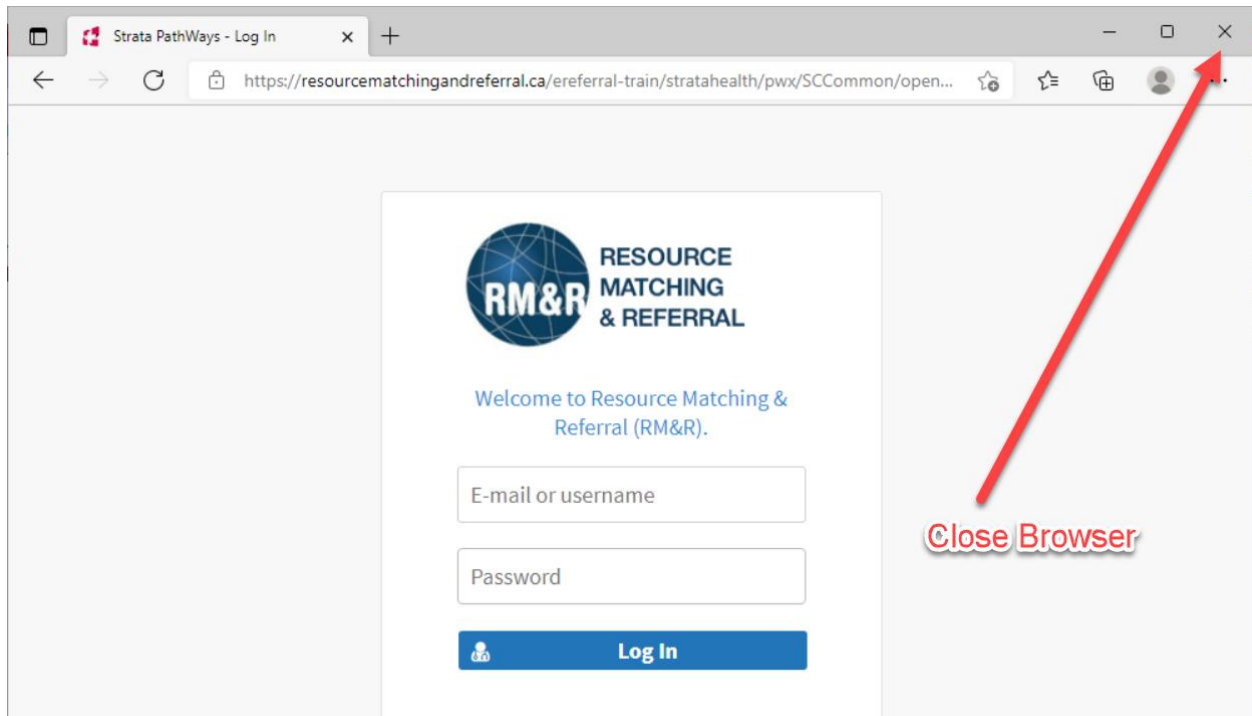 Strata PathWays - Log In
https://resourcematchingandreferral.ca/ereferral-train/stratahealth/pwx/SCCommon/open...
RM&R
RESOURCE
MATCHING
& REFERRAL
Welcome to Resource Matching &
Referral (RM&R).
E-mail or username
Password
Log In
Close Browser